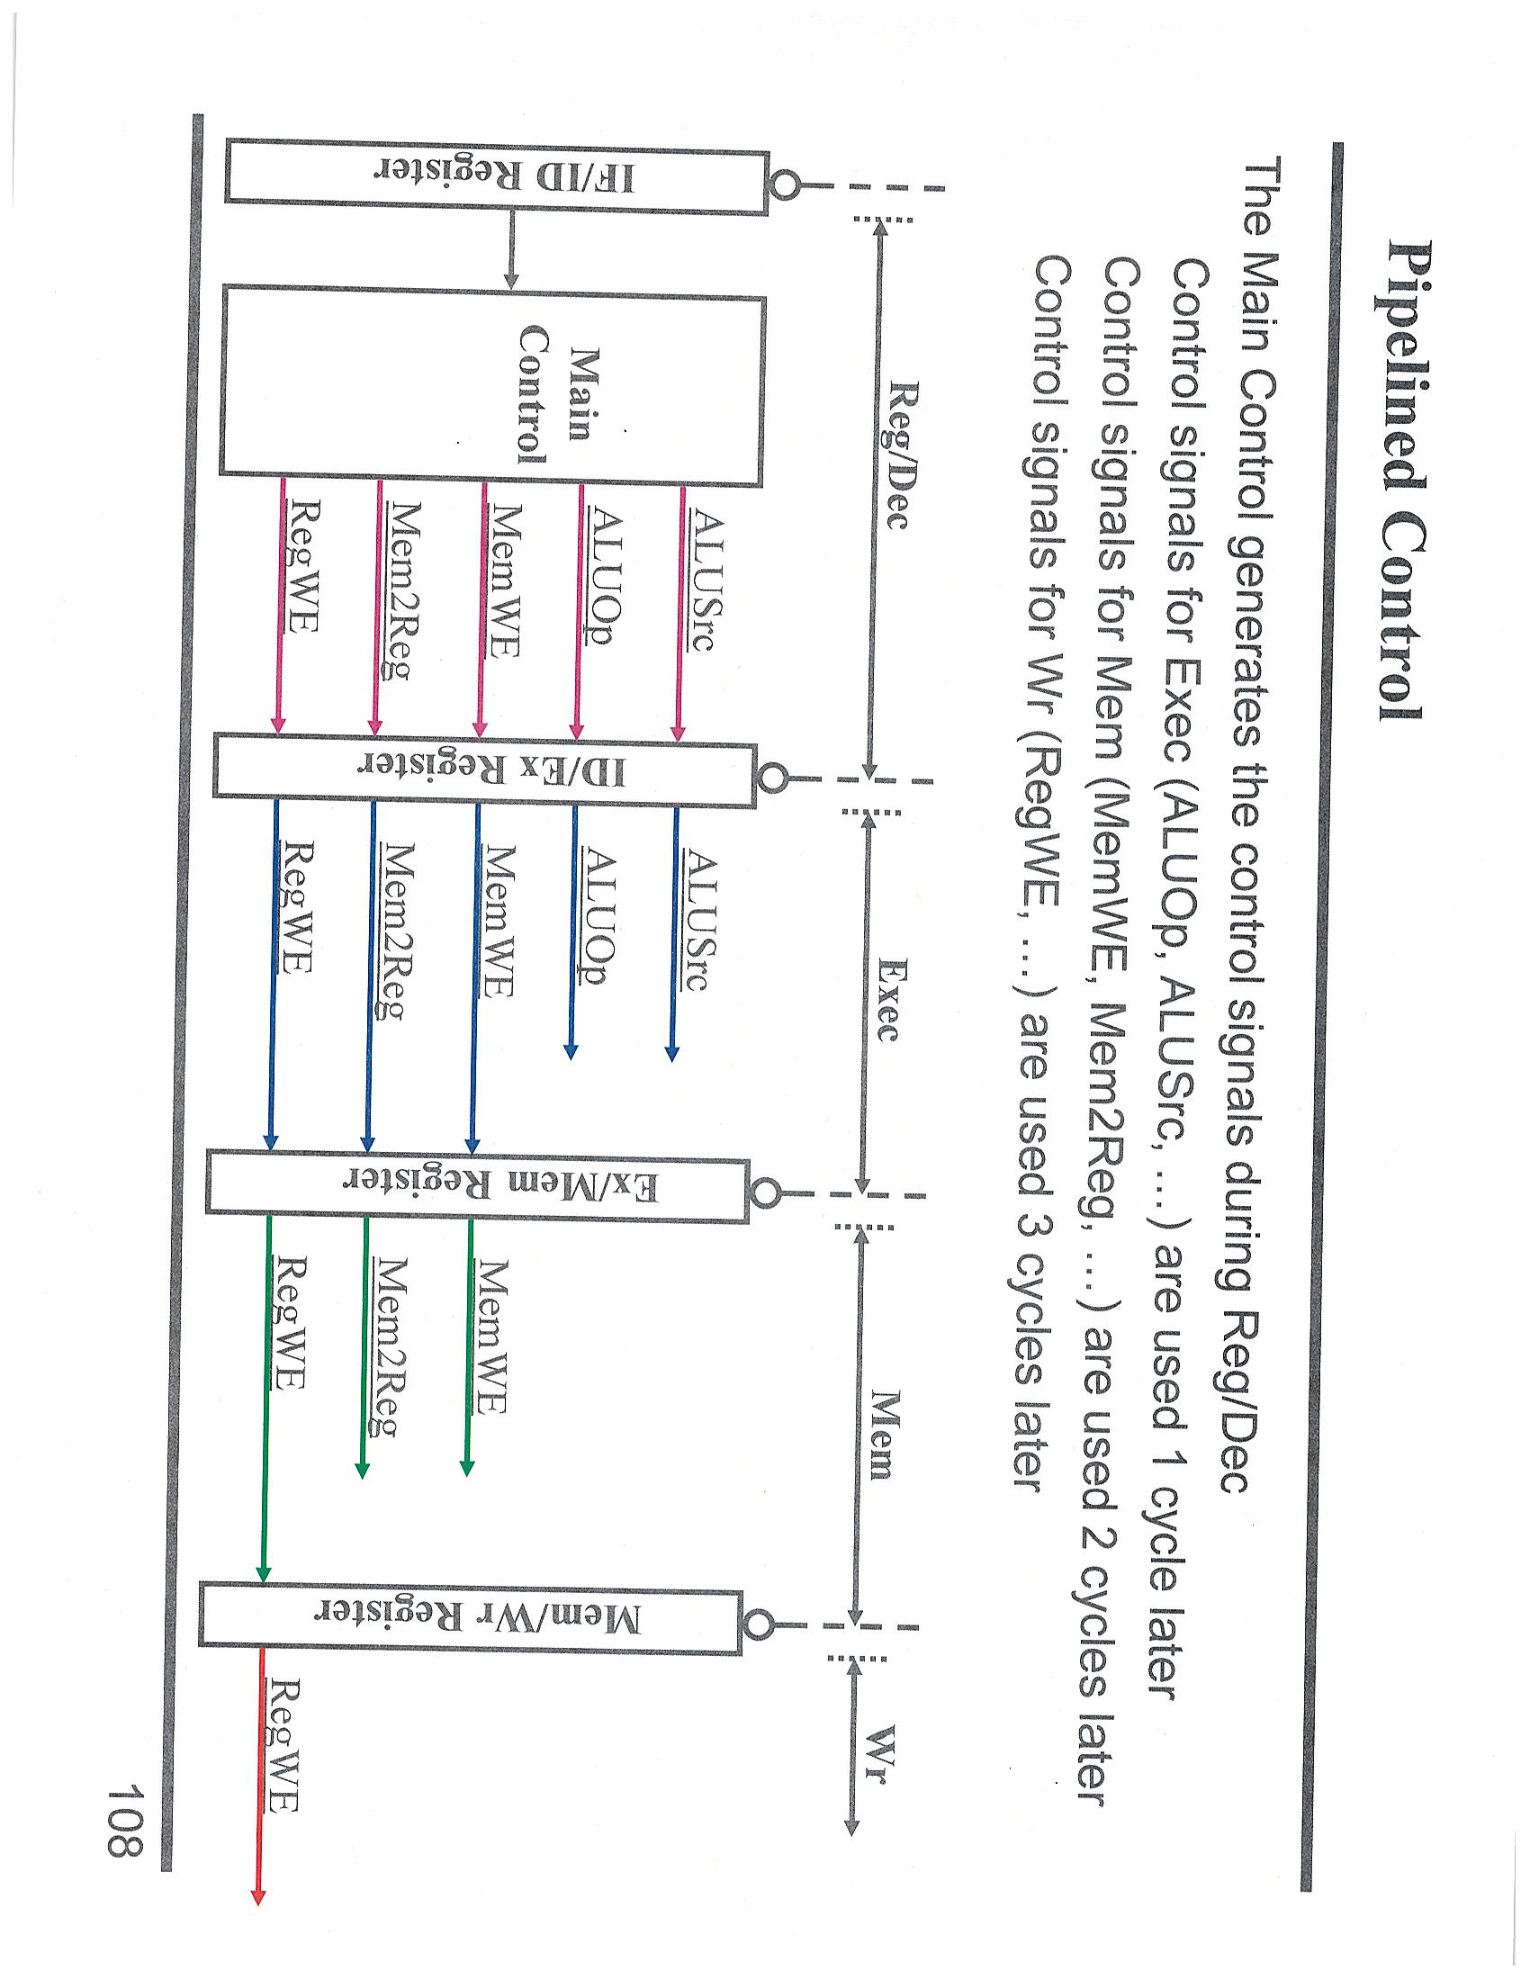 Pipelined Control
The Main Control generates the control signals during Reg/Dec
Control signals for Exec (ALUOp, ALUSrc, …) are used 1 cycle later
Control signals for Mem (MemWE, Mem2Reg, …) are used 2 cycles later
Control signals for Wr (RegWE, …) are used 3 cycles later
Reg/Dec
Exec
Mem
Wr
IF/ID Register
Main
Control
ALUSrc
ALUOp
MemWE
Mem2Reg
RegWE
ID/Ex Register
ALUSrc
ALUOp
MemWE
Mem2Reg
RegWE
Ex/Mem Register
MemWE
Mem2Reg
RegWE
Mem/Wr Register
RegWE
108